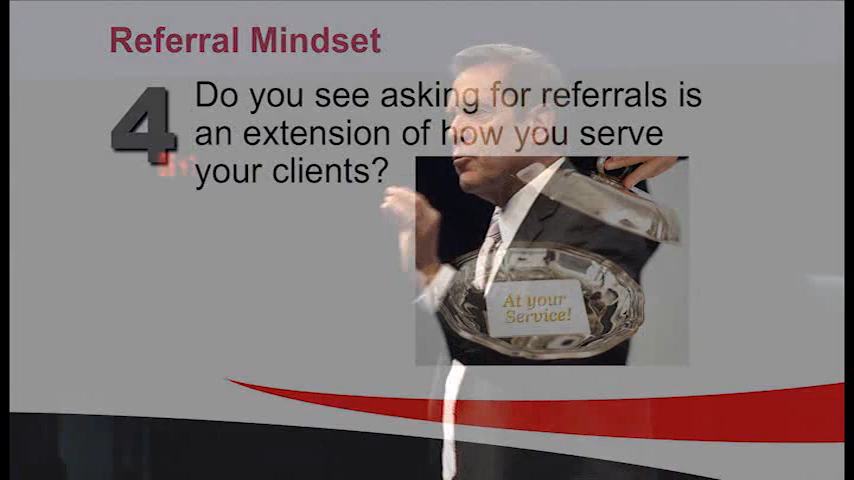 Referral Mindset
4
Do you see asking for referrals is
an extension of how you serve
your clients?
At your
Service!